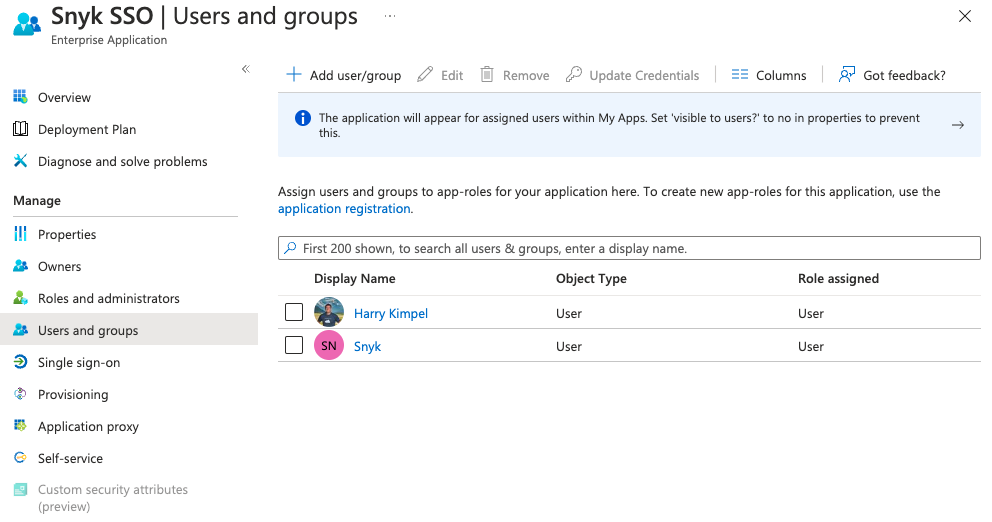 Snyk SSO | Users and groups ...
Enterprise Application
«
Overview
Deployment Plan
Diagnose and solve problems
Manage
Properties
Owners
Roles and administrators
Users and groups
Single sign-on
Provisioning
Application proxy
Self-service
Custom security attributes
(preview)
Add user/group Edit Remove Update Credentials Columns Got feedback?
The application will appear for assigned users within My Apps. Set 'visible to users?' to no in properties to prevent
this.
Assign users and groups to app-roles for your application here. To create new app-roles for this application, use the
application registration.
First 200 shown, to search all users & groups, enter a display name.
Display Name Object Type Role assigned
Harry Kimpel User User
SN Snyk User User